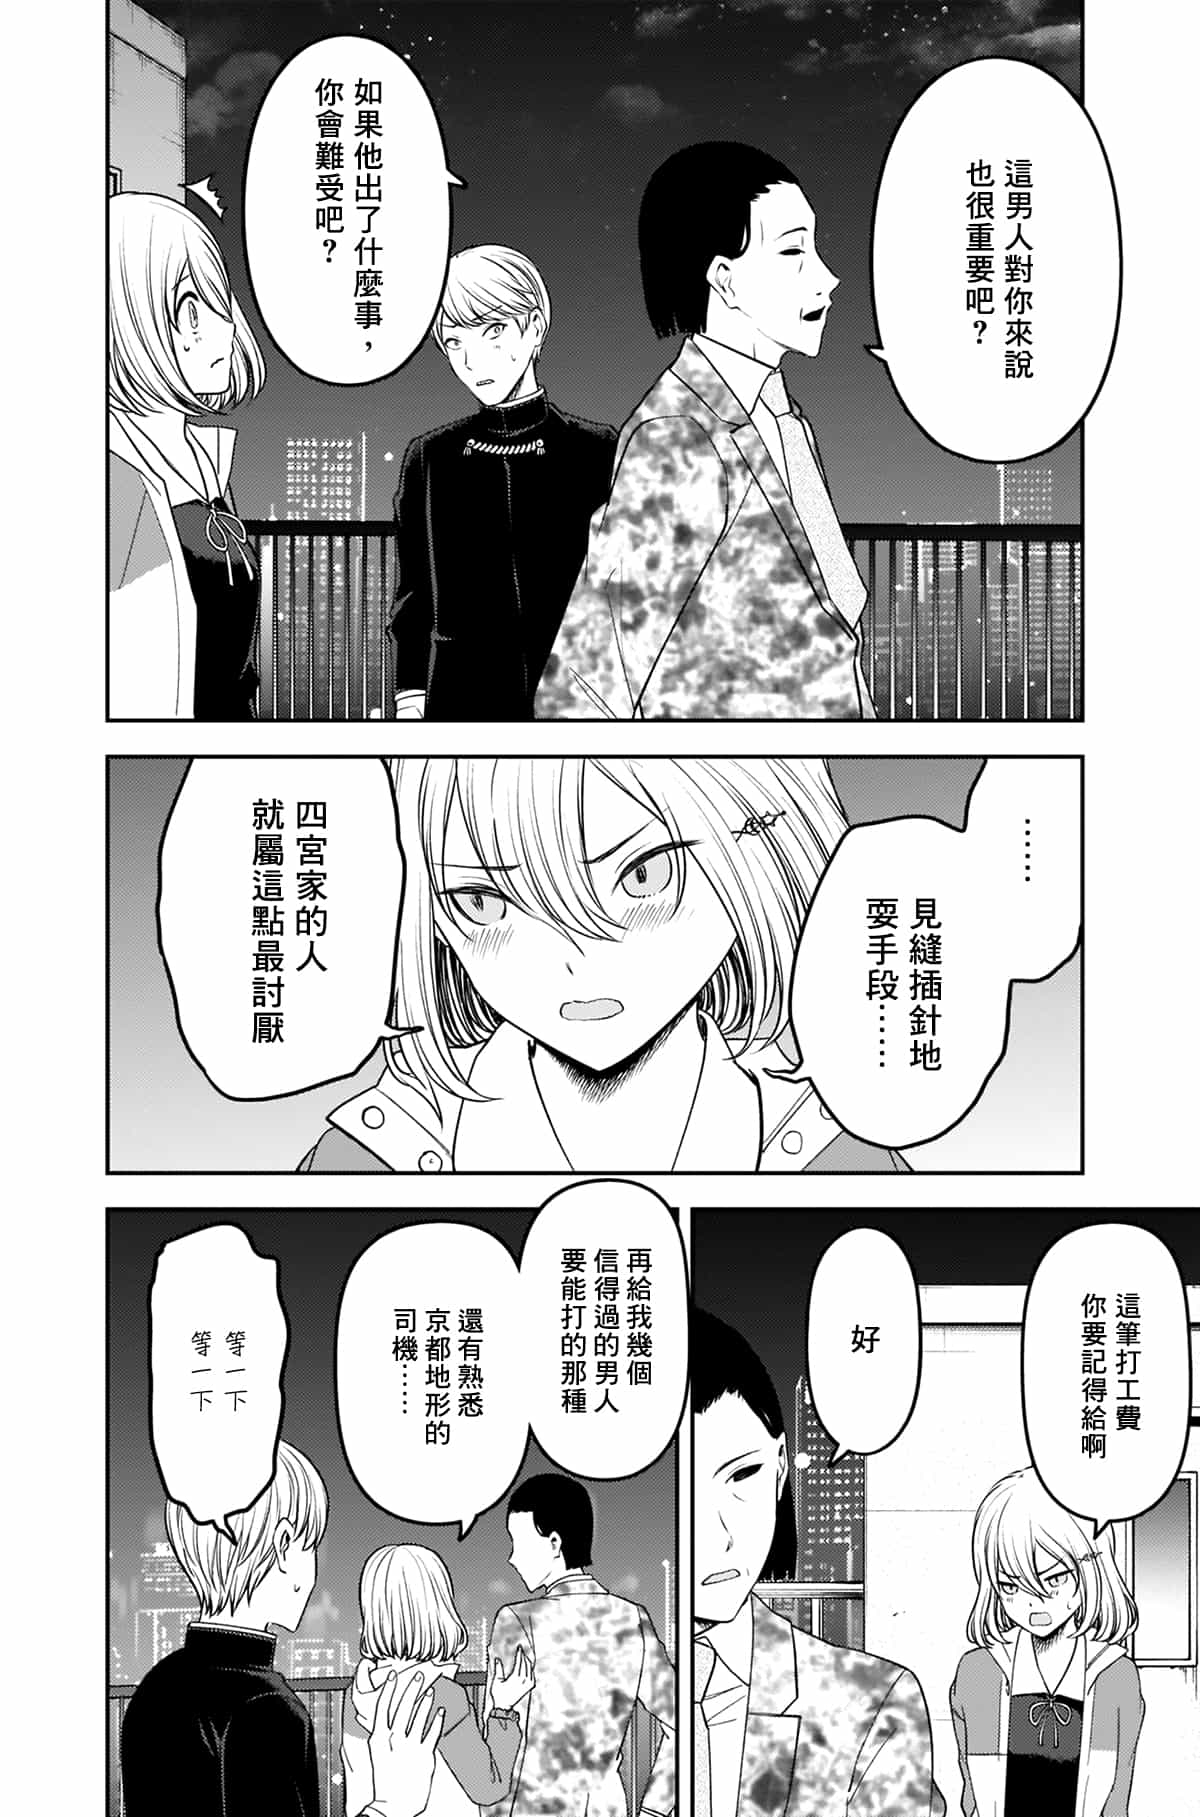 這男人對你來說
也很重要吧？
如果他出了什麼事，
你會難受吧？
……
見縫插針地
耍手段……
四宮家的人
就屬這點最討厭
這筆打工費
你要記得給啊
好
再給我幾個
信得過的男人
要能打的那種
還有熟悉
京都地形的
司機……
等一下
等一下